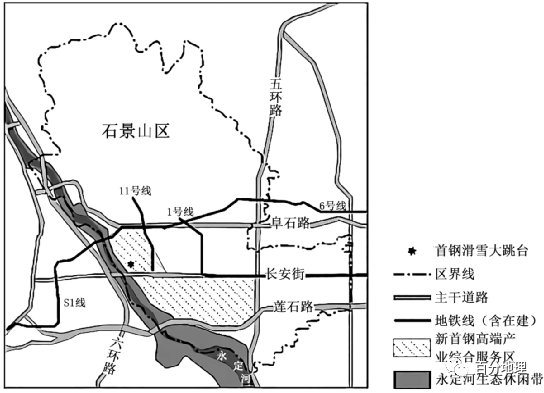 五环路
石景山区
11号线
1号线
6号线
阜石路
长安街
S1线
莲石路
六环路
永定河
首钢滑雪大跳台
区界线
主干道路
地铁线（含在建）
新首钢高端产
业综合服务区
永定河生态休闲带
百分地理